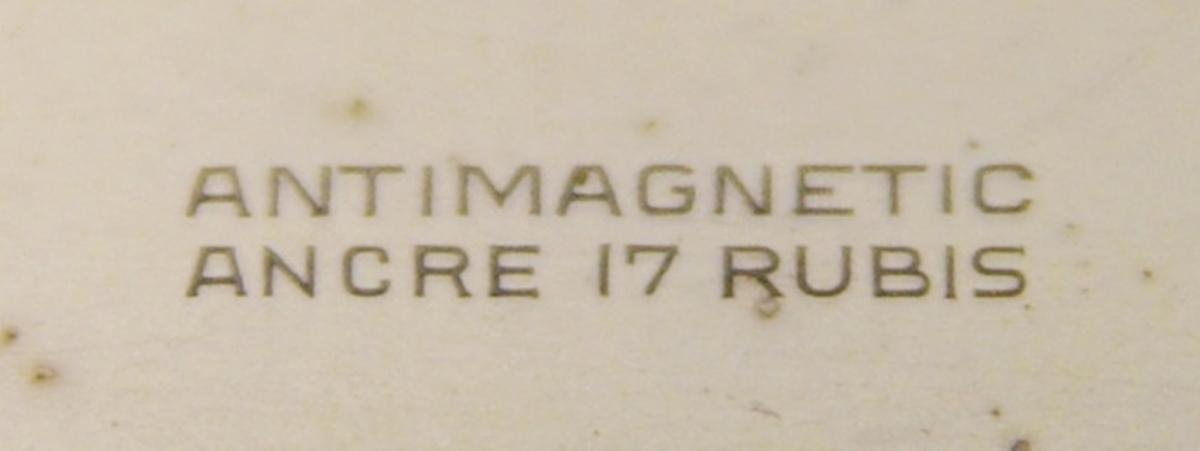 ANTIMAGNETIC
ANCRE 17 RUBIS